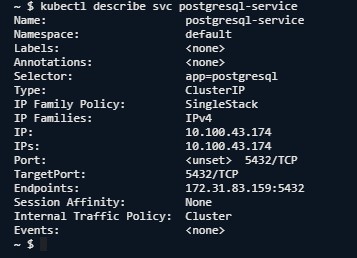 ~ $ kubectl describe svc postgresql-service
Name:                     postgresql-service
Namespace:                default
Labels:                   <none>
Annotations:              <none>
Selector:                 app=postgresql
Type:                     ClusterIP
IP Family Policy:         SingleStack
IP Families:              IPv4
IP:                       10.100.43.174
IPs:                      10.100.43.174
Port:                     <unset>  5432/TCP
TargetPort:               5432/TCP
Endpoints:                172.31.83.159:5432
Session Affinity:         None
Internal Traffic Policy:  Cluster
Events:                   <none>
~ $